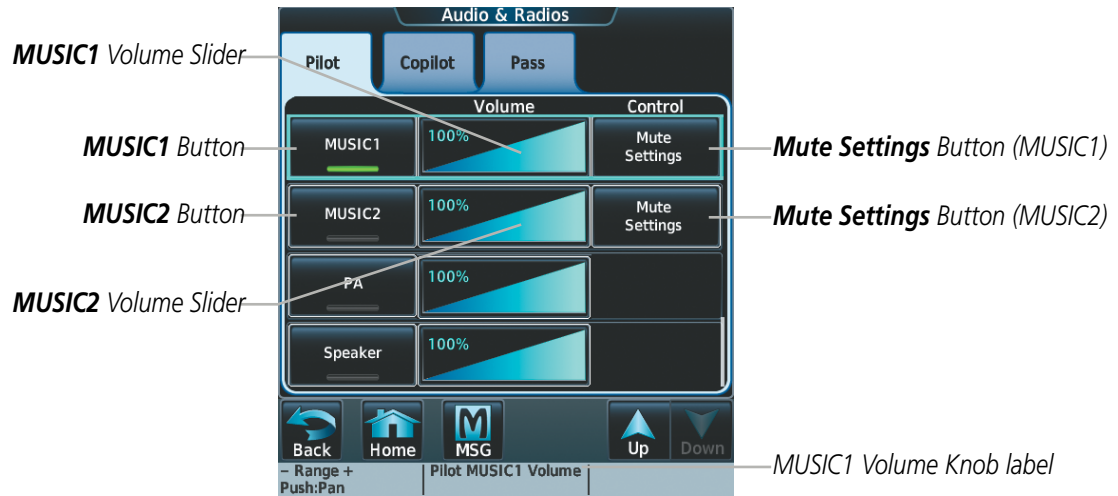 Audio & Radios
MUSIC1 Volume Slider
Pilot
Copilot
Pass
Volume
Control
MUSIC1 Button
MUSIC1
100%
Mute
Settings
Mute Settings Button (MUSIC1)
MUSIC2 Button
MUSIC2
100%
Mute
Settings
Mute Settings Button (MUSIC2)
MUSIC2 Volume Slider
PA
100%
Speaker
100%
Back
Home
MSG
Up
Down
– Range +
Push:Pan
Pilot MUSIC1 Volume
MUSIC1 Volume Knob label